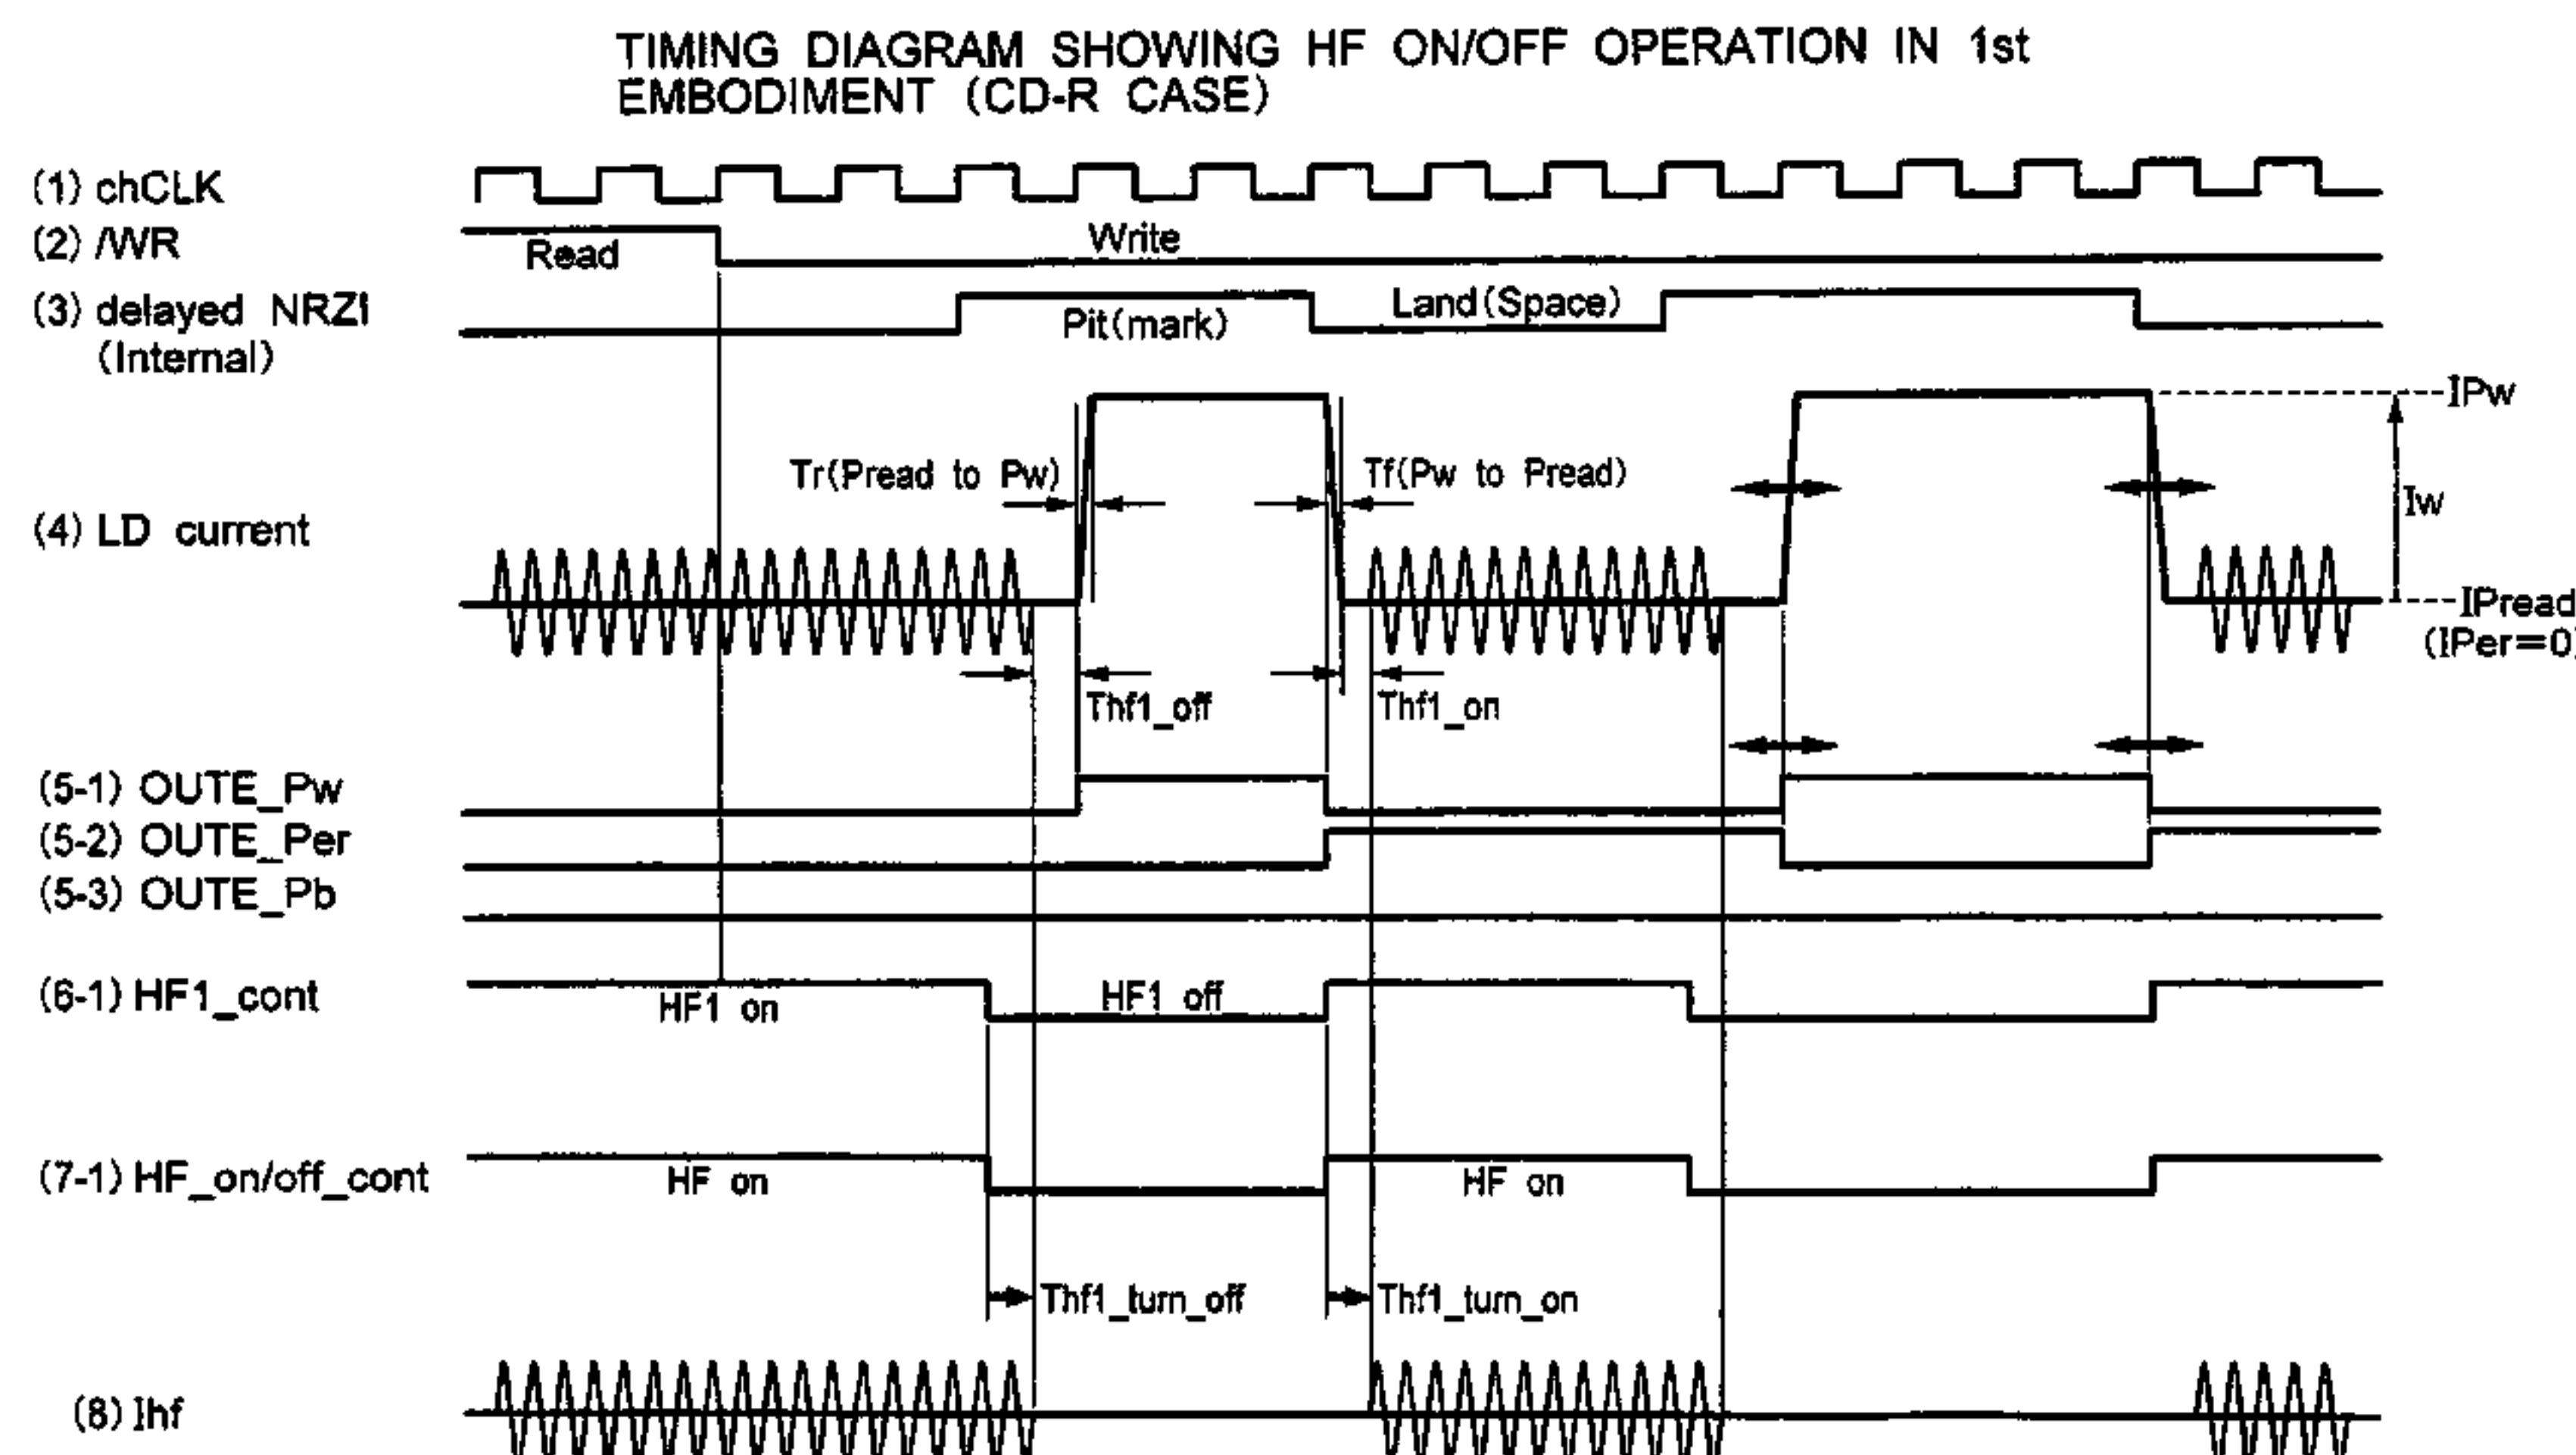 TIMING DIAGRAM SHOWING HF ON/OFF OPERATION IN 1st
EMBODIMENT (CD-R CASE)
(1) chCLK
(2) /WR
Read
Write
(3) delayed NRZI
(Internal)
Pit(mark)
Land(Space)
IPw
Tr(Pread to Pw)
Tf(Pw to Pread)
Iw
(4) LD current
IPread
(IPer=0)
Thf1_off
Thf1_on
(5-1) OUTE_Pw
(5-2) OUTE_Per
(5-3) OUTE_Pb
(6-1) HF1_cont
HF1 on
HF1 off
(7-1) HF_on/off_cont
HF on
HF on
Thf1_turn_off
Thf1_turn_on
(8) Ihf